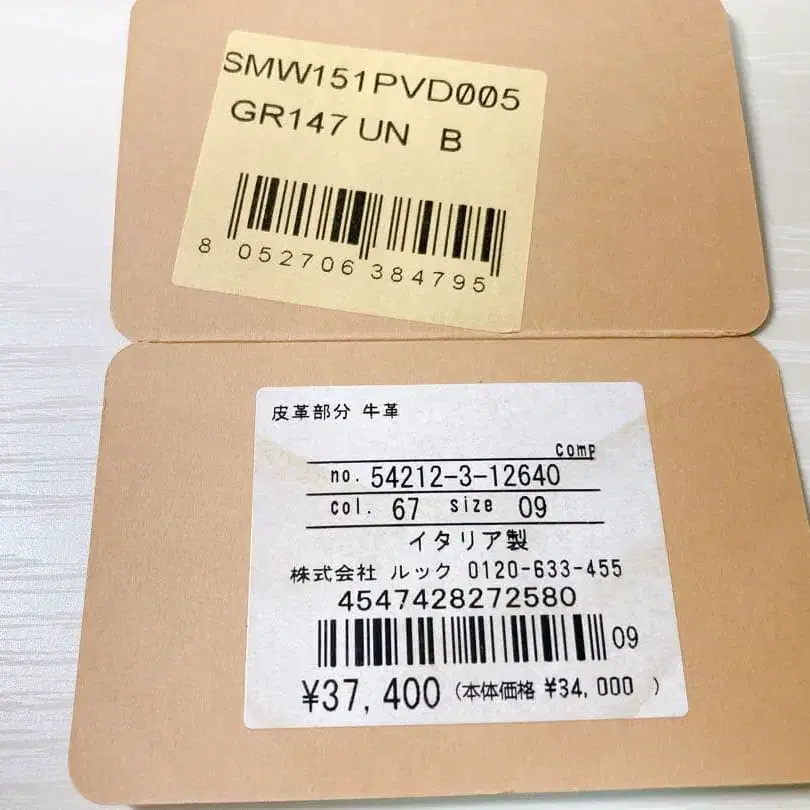 SMW151PVD005
GR147 UN B
8 052706 384795
皮革部分 牛革
comp
no. 54212-3-12640
col. 67 size 09
イタリア製
株式会社 ルック 0120-633-455
4547428272580
09
¥37,400 (本体価格 ¥34,000 )